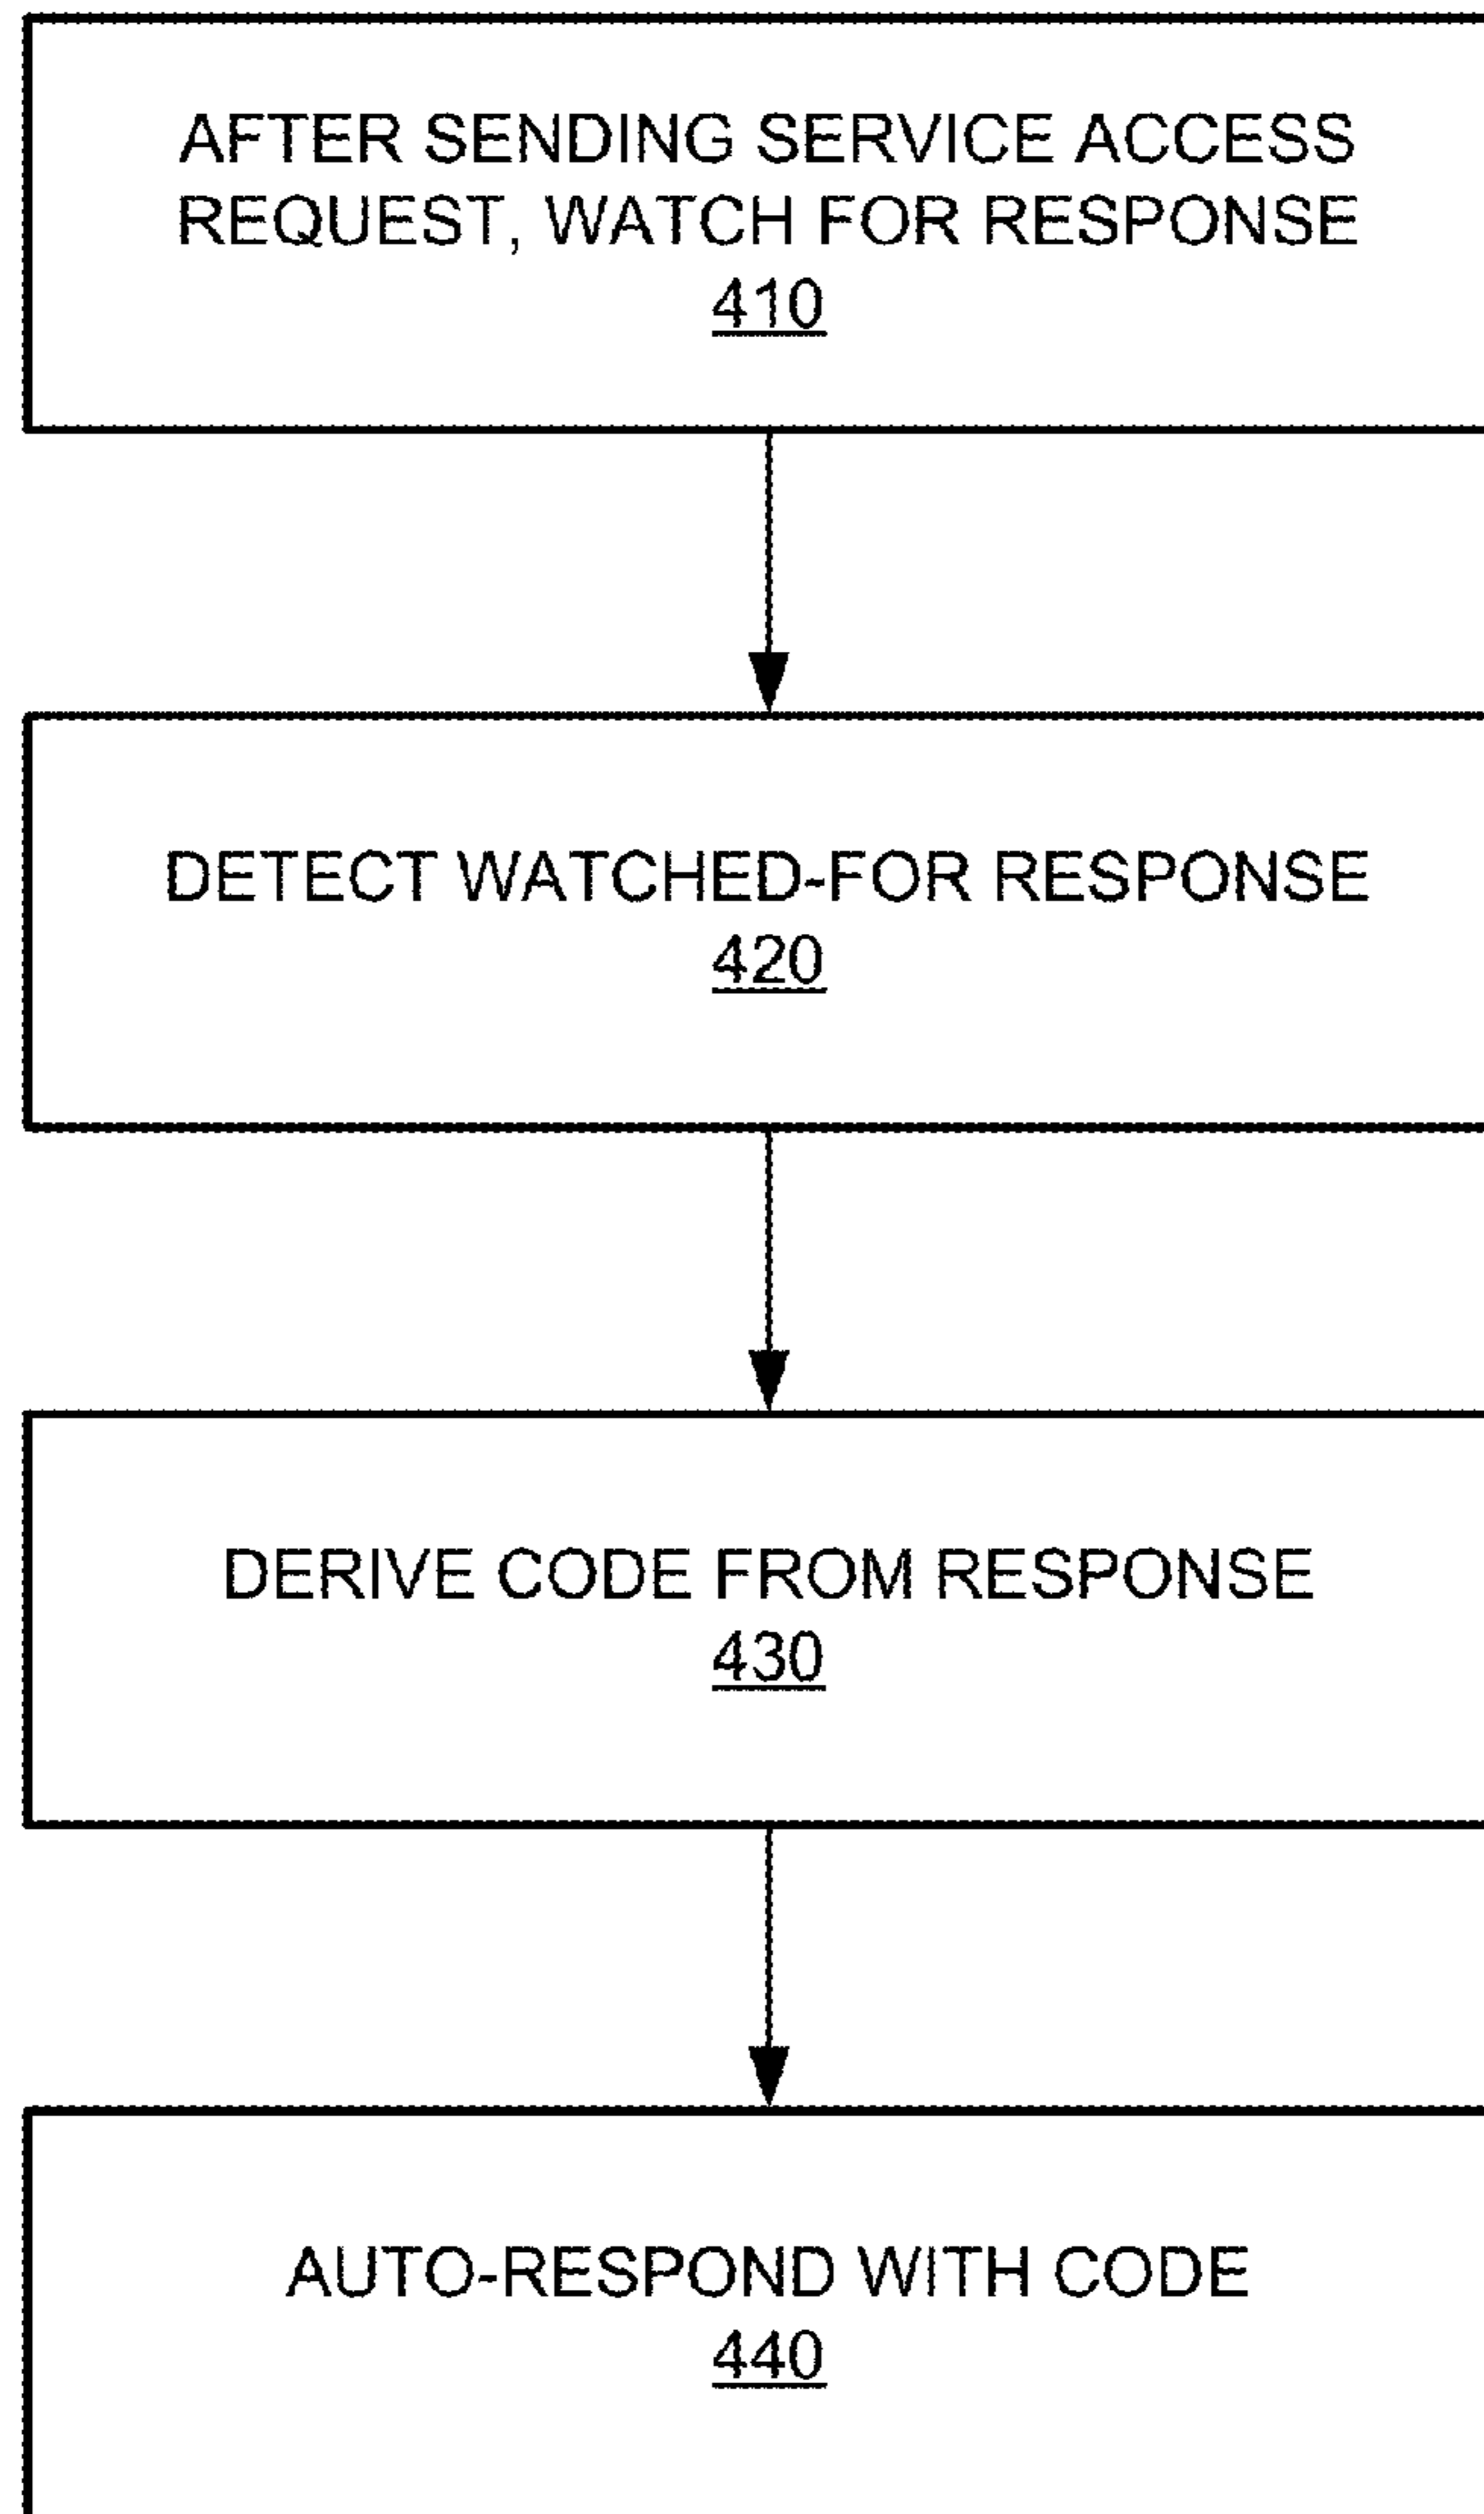 AFTER SENDING SERVICE ACCESS
REQUEST, WATCH FOR RESPONSE
410
DETECT WATCHED-FOR RESPONSE
420
DERIVE CODE FROM RESPONSE
430
AUTO-RESPOND WITH CODE
440